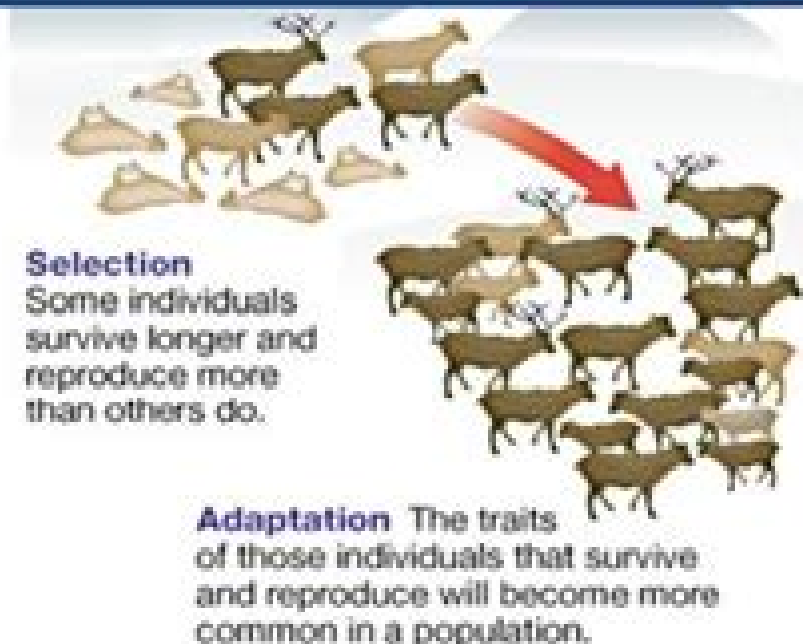 Selection
Some individuals
survive longer and
reproduce more
than others do.
Adaptation The traits
of those individuals that survive
and reproduce will become more
common in a population.